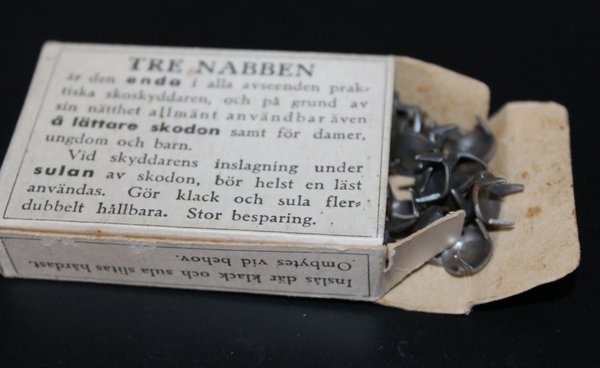 TRE NABBEN
är den enda i alla avseenden prak-
tiska skoskyddaren, och på grund av
sin nätthet allmänt användbar även
å lättare skodon samt för damer,
ungdom och barn.
Vid skyddarens inslagning under
sulan av skodon, bör helst en läst
användas. Gör klack och sula fler-
dubbelt hållbara. Stor besparing.
Inslås där klack och sula slitas hårdast.
Ombytes vid behov.